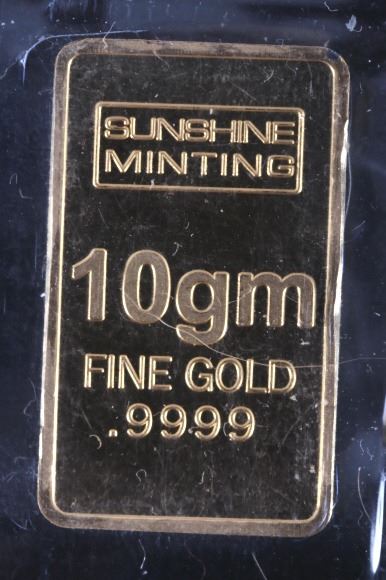 SUNSHINE
MINTING
10gm
FINE GOLD
.9999